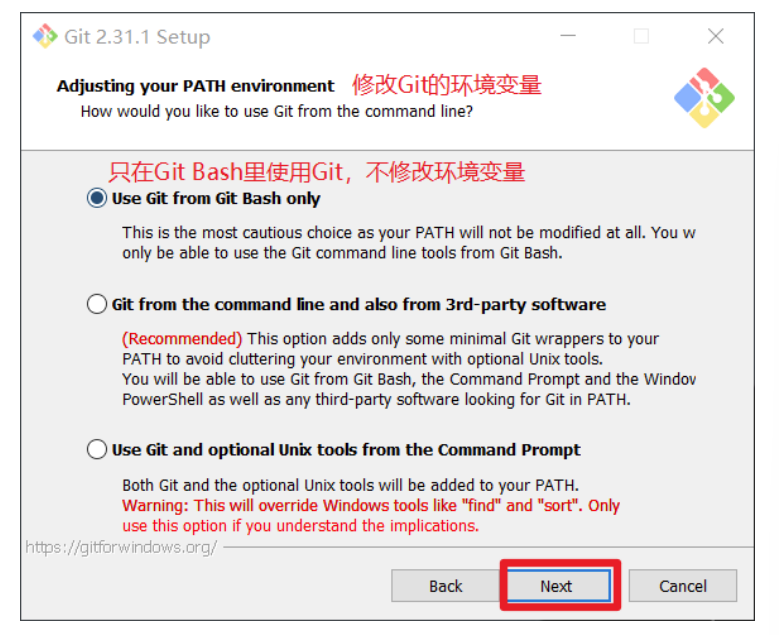 Git 2.31.1 Setup
Adjusting your PATH environment 修改Git的环境变量
How would you like to use Git from the command line?
只在Git Bash里使用Git，不修改环境变量
Use Git from Git Bash only
This is the most cautious choice as your PATH will not be modified at all. You w
only be able to use the Git command line tools from Git Bash.
Git from the command line and also from 3rd-party software
(Recommended) This option adds only some minimal Git wrappers to your
PATH to avoid cluttering your environment with optional Unix tools.
You will be able to use Git from Git Bash, the Command Prompt and the Window
PowerShell as well as any third-party software looking for Git in PATH.
Use Git and optional Unix tools from the Command Prompt
Both Git and the optional Unix tools will be added to your PATH.
Warning: This will override Windows tools like "find" and "sort". Only
use this option if you understand the implications.
https://gitforwindows.org/
Back Next Cancel